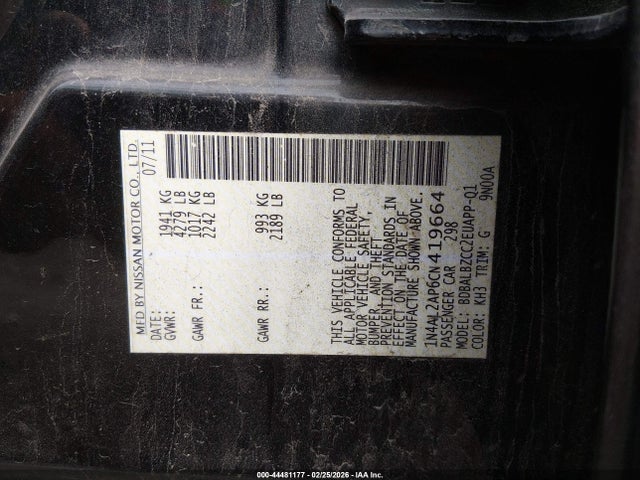 MFD BY NISSAN MOTOR CO., LTD.
DATE: 07/11
GVWR: 1941 KG
4279 LB
GAWR FR.: 1017 KG
2242 LB
GAWR RR.: 993 KG
2189 LB
THIS VEHICLE CONFORMS TO
ALL APPLICABLE FEDERAL
MOTOR VEHICLE SAFETY,
BUMPER, AND THEFT
PREVENTION STANDARDS IN
EFFECT ON THE DATE OF
MANUFACTURE SHOWN ABOVE.
1N4AL2AP6CN419664
PASSENGER CAR 298
MODEL: BDBALBZCC2EUAPP-Q1
COLOR: KH3 TRIM: G 9N00A
000-44481177 - 02/25/2026 - IAA Inc.